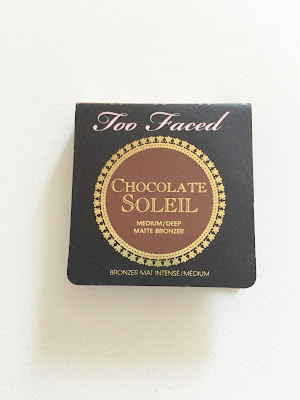 Too Faced
CHOCOLATE
SOLEIL
MEDIUM/DEEP
MATTE BRONZER
BRONZER MAT INTENSE/MÉDIUM